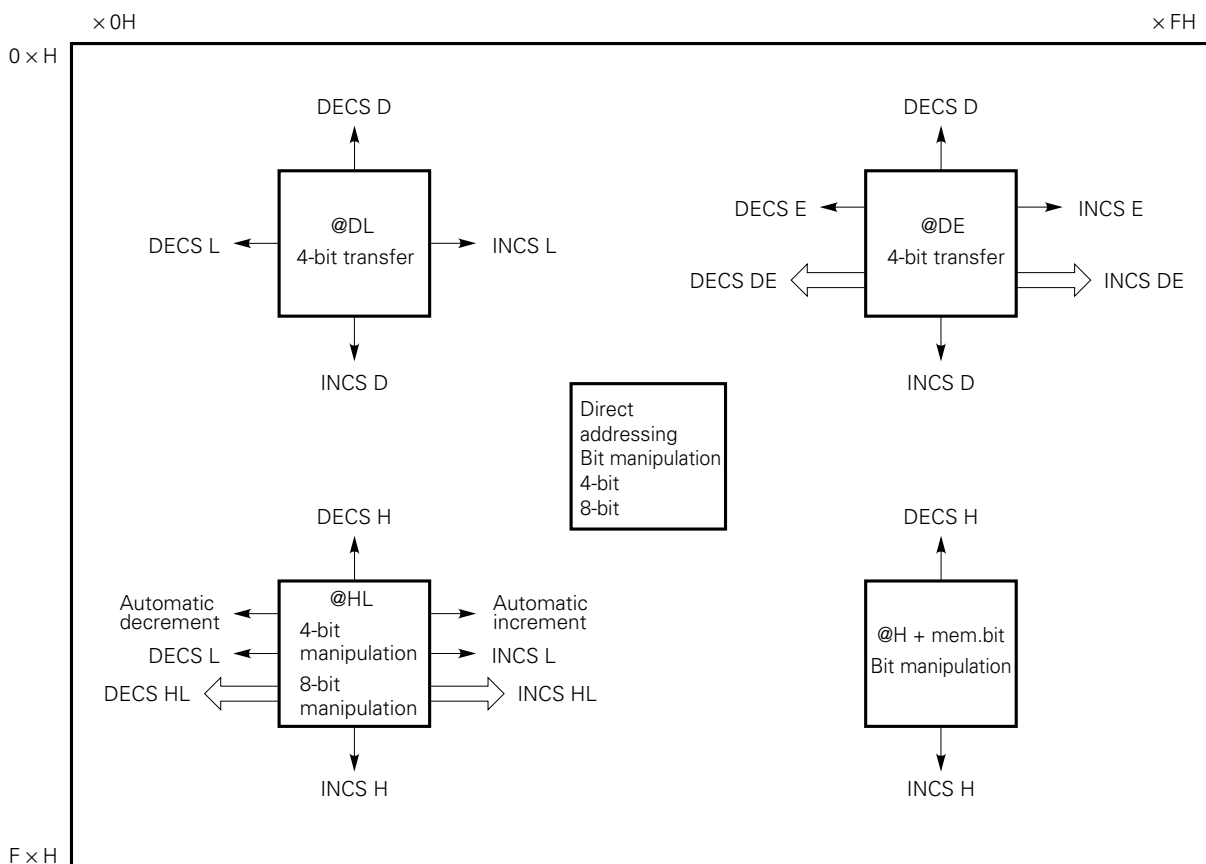 × 0H
× FH
0 × H
DECS D
@DL
4-bit transfer
DECS L
INCS L
INCS D
DECS D
DECS E
INCS E
@DE
4-bit transfer
DECS DE
INCS DE
INCS D
Direct
addressing
Bit manipulation
4-bit
8-bit
DECS H
@HL
Automatic
decrement
Automatic
increment
4-bit
manipulation
DECS L
INCS L
8-bit
manipulation
DECS HL
INCS HL
INCS H
DECS H
@H + mem.bit
Bit manipulation
INCS H
F × H